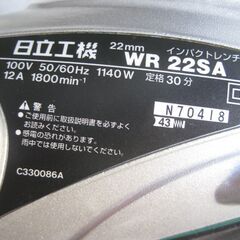 日立工機
22mm インパクトレンチ
WR 22SA
100V 50/60Hz 1140W 定格30分
12A 1800min⁻¹
警告
ご使用前に取扱説明書を必ずよく
お読みください。
感電の恐れがあります。
雨中では使用しないでください。
N70418
43
C330086A